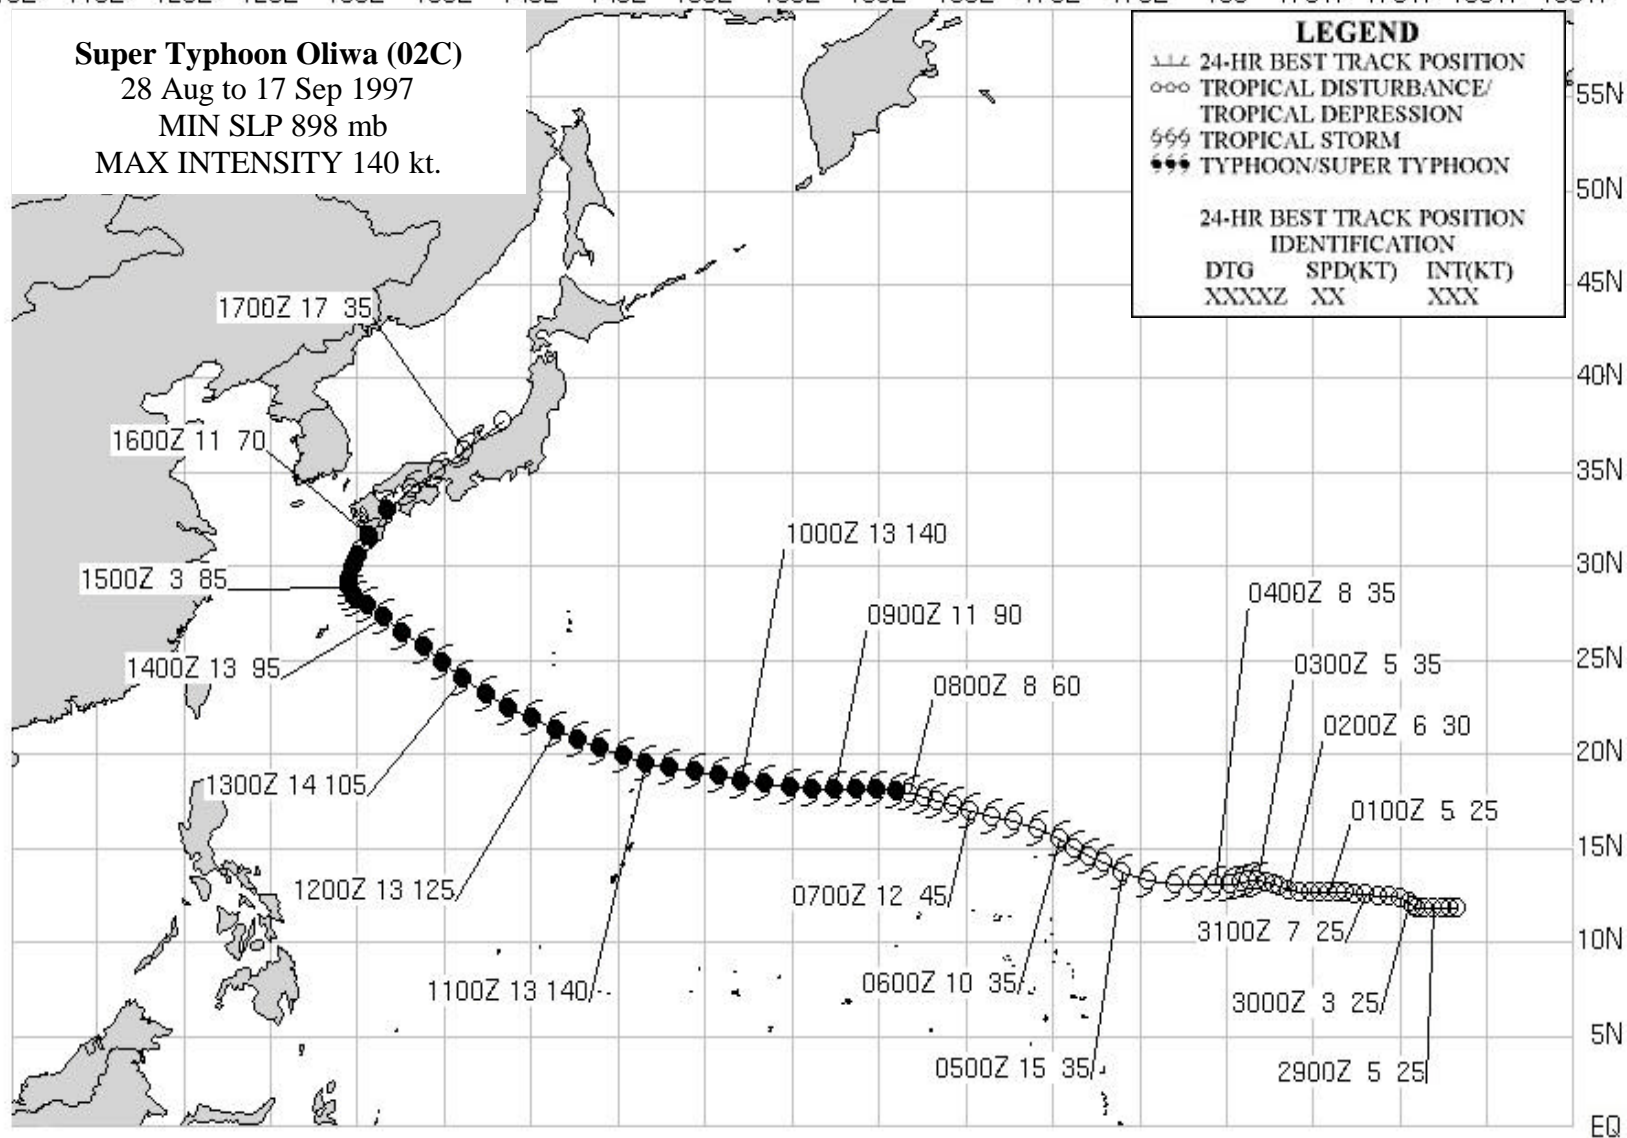 Super Typhoon Oliwa (02C)
28 Aug to 17 Sep 1997
MIN SLP 898 mb
MAX INTENSITY 140 kt.
LEGEND
24-HR BEST TRACK POSITION
TROPICAL DISTURBANCE/
TROPICAL DEPRESSION
TROPICAL STORM
TYPHOON/SUPER TYPHOON
24-HR BEST TRACK POSITION
IDENTIFICATION
DTG SPD(KT) INT(KT)
XXXXZ XX XXX
55N
50N
45N
1700Z 17 35
40N
1600Z 11 70
35N
1000Z 13 140
30N
1500Z 3 85
0400Z 8 35
0900Z 11 90
25N
0300Z 5 35
1400Z 13 95
0800Z 8 60
0200Z 6 30
20N
1300Z 14 105
0100Z 5 25
15N
1200Z 13 125
0700Z 12 45
3100Z 7 25
10N
0600Z 10 35
1100Z 13 140
3000Z 3 25
5N
0500Z 15 35
2900Z 5 25
EQ